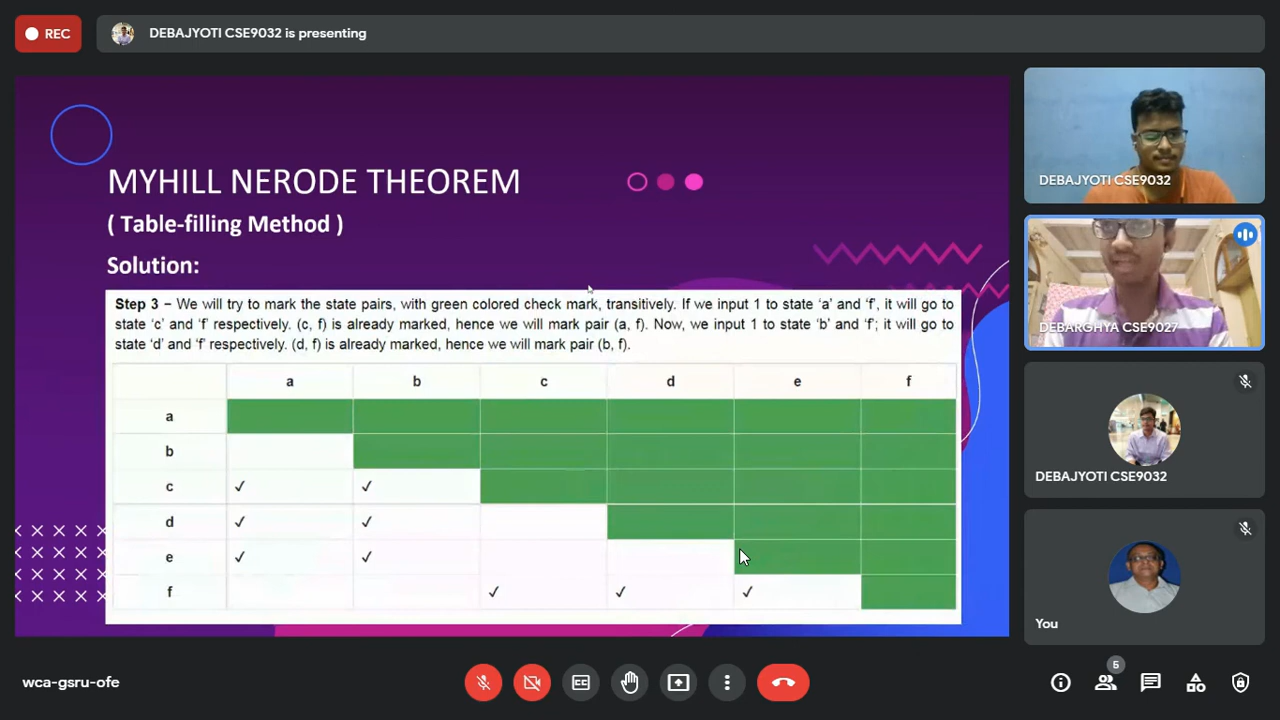 REC
DEBAJYOTI CSE9032 is presenting
MYHILL NERODE THEOREM
( Table-filling Method )
Solution:
Step 3 – We will try to mark the state pairs, with green colored check mark, transitively. If we input 1 to state ‘a’ and ‘f’, it will go to
state ‘c’ and ‘f’ respectively. (c, f) is already marked, hence we will mark pair (a, f). Now, we input 1 to state ‘b’ and ‘f’; it will go to
state ‘d’ and ‘f’ respectively. (d, f) is already marked, hence we will mark pair (b, f).
a b c d e f
a
b
c ✓ ✓
d ✓ ✓
e ✓ ✓
f ✓ ✓ ✓
DEBAJYOTI CSE9032
DEBARGHYA CSE9027
DEBAJYOTI CSE9032
You
wca-gsru-ofe
CC
5